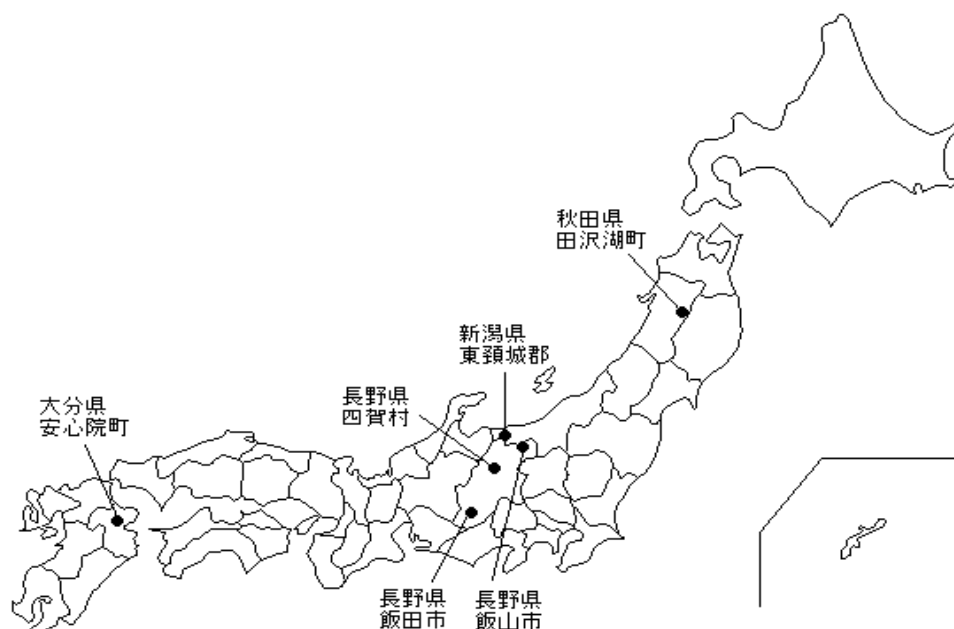 秋田県
田沢湖町
新潟県
東頚城郡
長野県
四賀村
大分県
安心院町
長野県
飯田市
長野県
飯山市